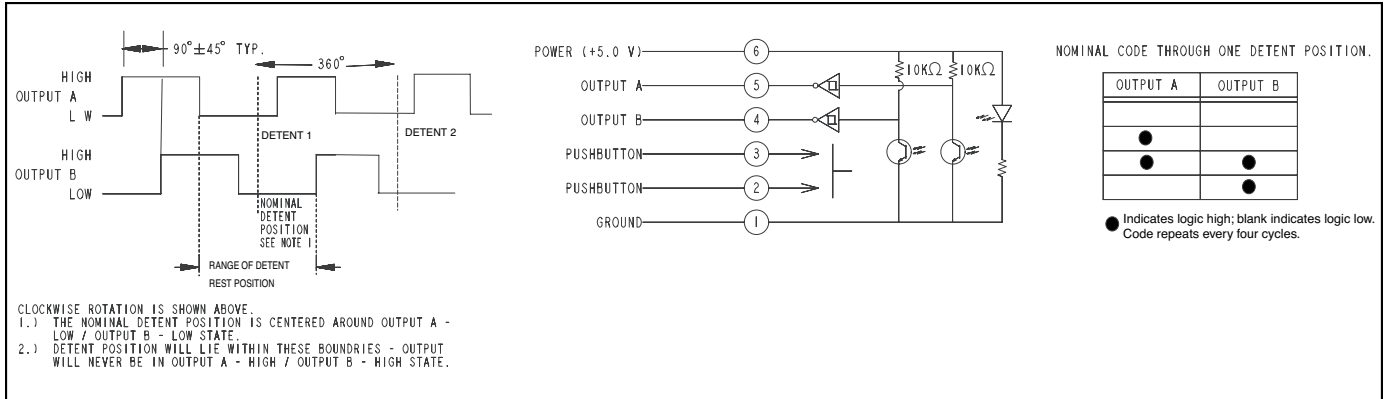 90°±45° TYP.
360°
HIGH
OUTPUT A
L W
DETENT 1
DETENT 2
HIGH
OUTPUT B
LOW
NOMINAL
DETENT
POSITION
SEE NOTE 1
RANGE OF DETENT
REST POSITION
CLOCKWISE ROTATION IS SHOWN ABOVE.
1.) THE NOMINAL DETENT POSITION IS CENTERED AROUND OUTPUT A -
LOW / OUTPUT B - LOW STATE.
2.) DETENT POSITION WILL LIE WITHIN THESE BOUNDRIES - OUTPUT
WILL NEVER BE IN OUTPUT A - HIGH / OUTPUT B - HIGH STATE.
POWER (+5.0 V) 6
10KΩ 10KΩ
OUTPUT A 5
OUTPUT B 4
PUSHBUTTON 3
PUSHBUTTON 2
GROUND 1
NOMINAL CODE THROUGH ONE DETENT POSITION.
OUTPUT A OUTPUT B
Indicates logic high; blank indicates logic low.
Code repeats every four cycles.